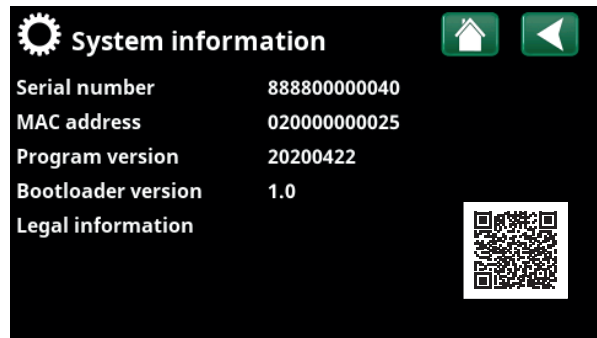 System information
Serial number 888800000040
MAC address 020000000025
Program version 20200422
Bootloader version 1.0
Legal information